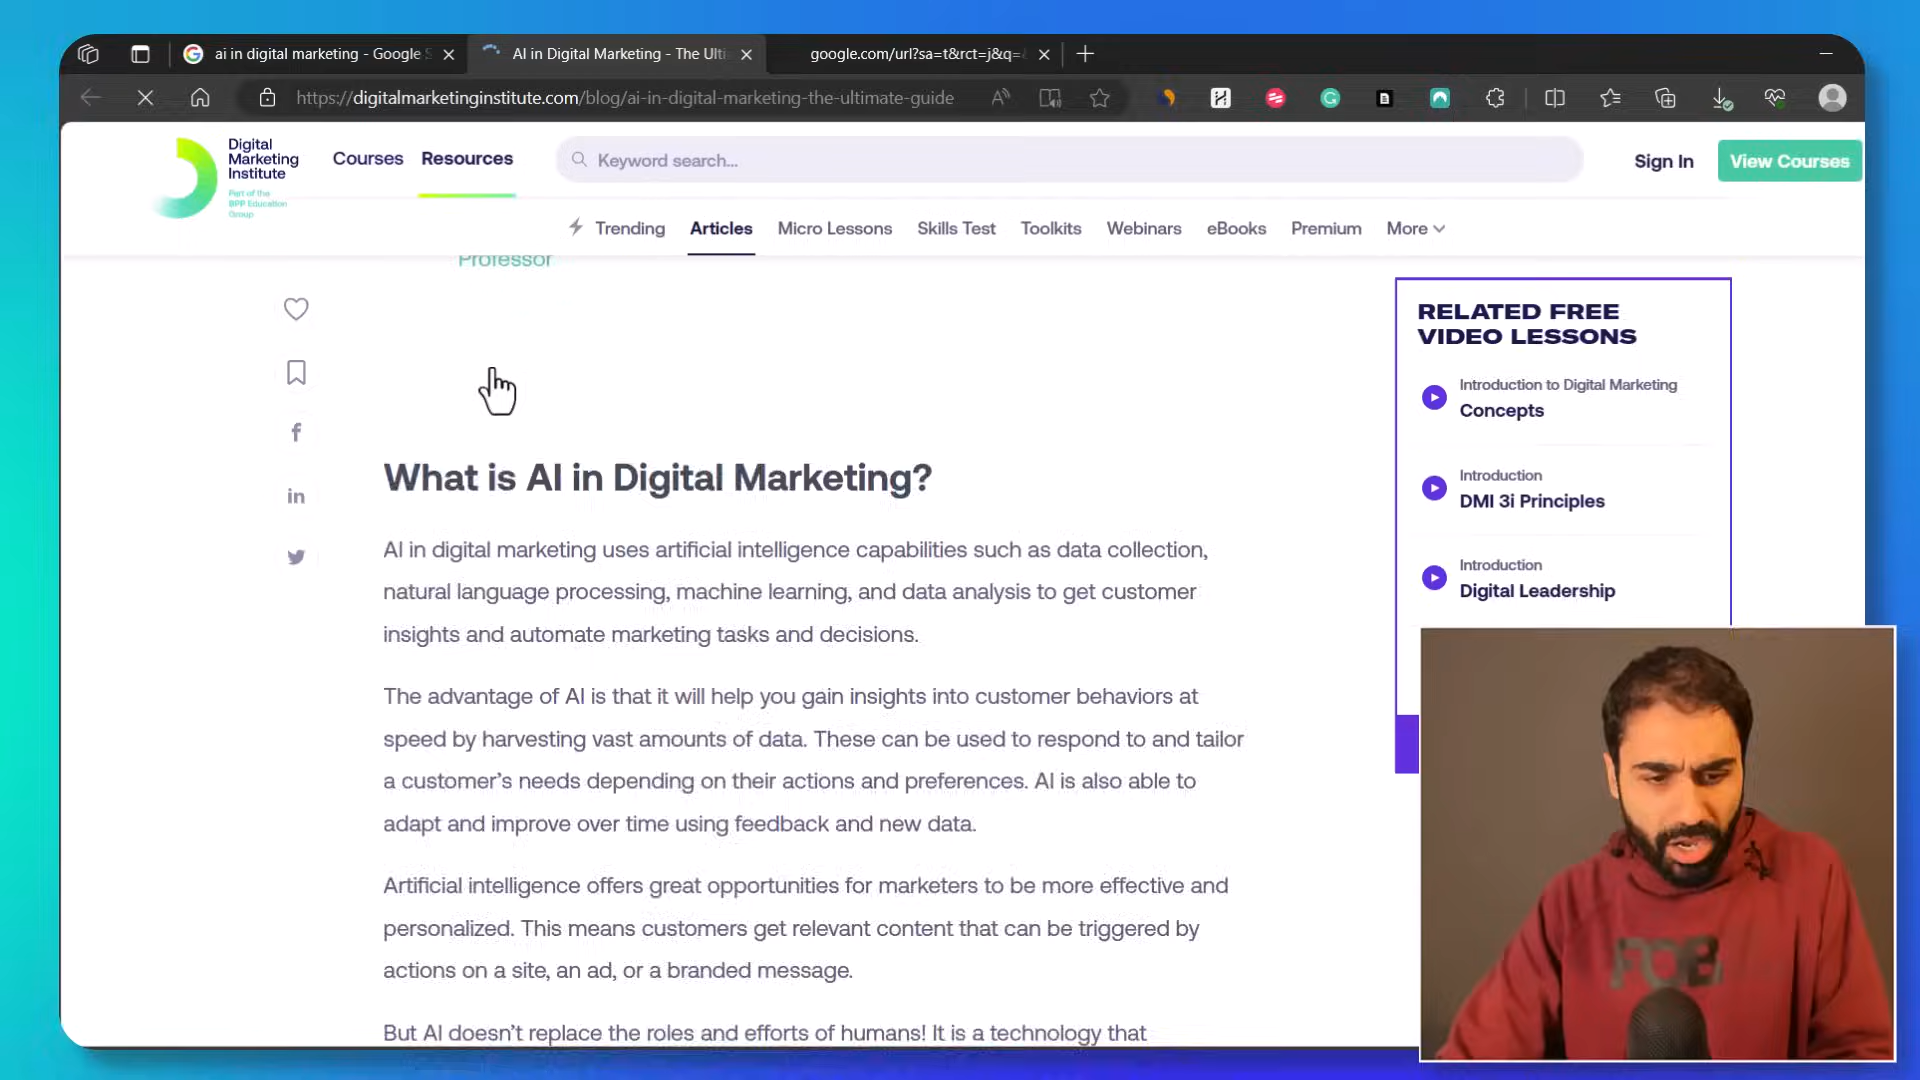 ai in digital marketing - Google S
AI in Digital Marketing - The Ulti
google.com/url?sa=t&rct=j&q=
https://digitalmarketinginstitute.com/blog/ai-in-digital-marketing-the-ultimate-guide
Digital
Marketing
Institute
Part of the
BPP Education
Group
Courses
Resources
Keyword search...
Sign In
View Courses
Trending
Articles
Micro Lessons
Skills Test
Toolkits
Webinars
eBooks
Premium
More
Professor
What is AI in Digital Marketing?
AI in digital marketing uses artificial intelligence capabilities such as data collection,
natural language processing, machine learning, and data analysis to get customer
insights and automate marketing tasks and decisions.
The advantage of AI is that it will help you gain insights into customer behaviors at
speed by harvesting vast amounts of data. These can be used to respond to and tailor
a customer’s needs depending on their actions and preferences. AI is also able to
adapt and improve over time using feedback and new data.
Artificial intelligence offers great opportunities for marketers to be more effective and
personalized. This means customers get relevant content that can be triggered by
actions on a site, an ad, or a branded message.
But AI doesn’t replace the roles and efforts of humans! It is a technology that
RELATED FREE
VIDEO LESSONS
Introduction to Digital Marketing
Concepts
Introduction
DMI 3i Principles
Introduction
Digital Leadership